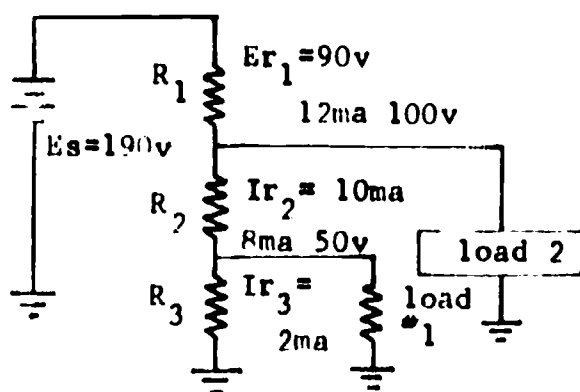 R1
Er1=90v
12ma 100v
Es=190v
R2
Ir2= 10ma
8ma 50v
load 2
R3
Ir3=
2ma
load
#1